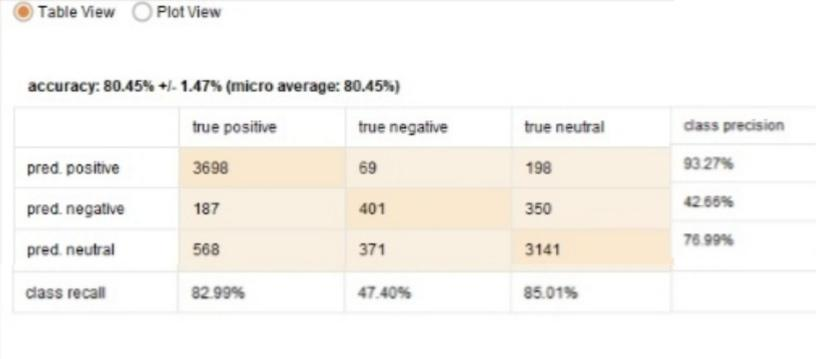 Table View Plot View
accuracy: 80.45% +/- 1.47% (micro average: 80.45%)
true positive true negative true neutral class precision
pred. positive 3698 69 198 93.27%
pred. negative 187 401 350 42.66%
pred. neutral 568 371 3141 76.99%
class recall 82.99% 47.40% 85.01%